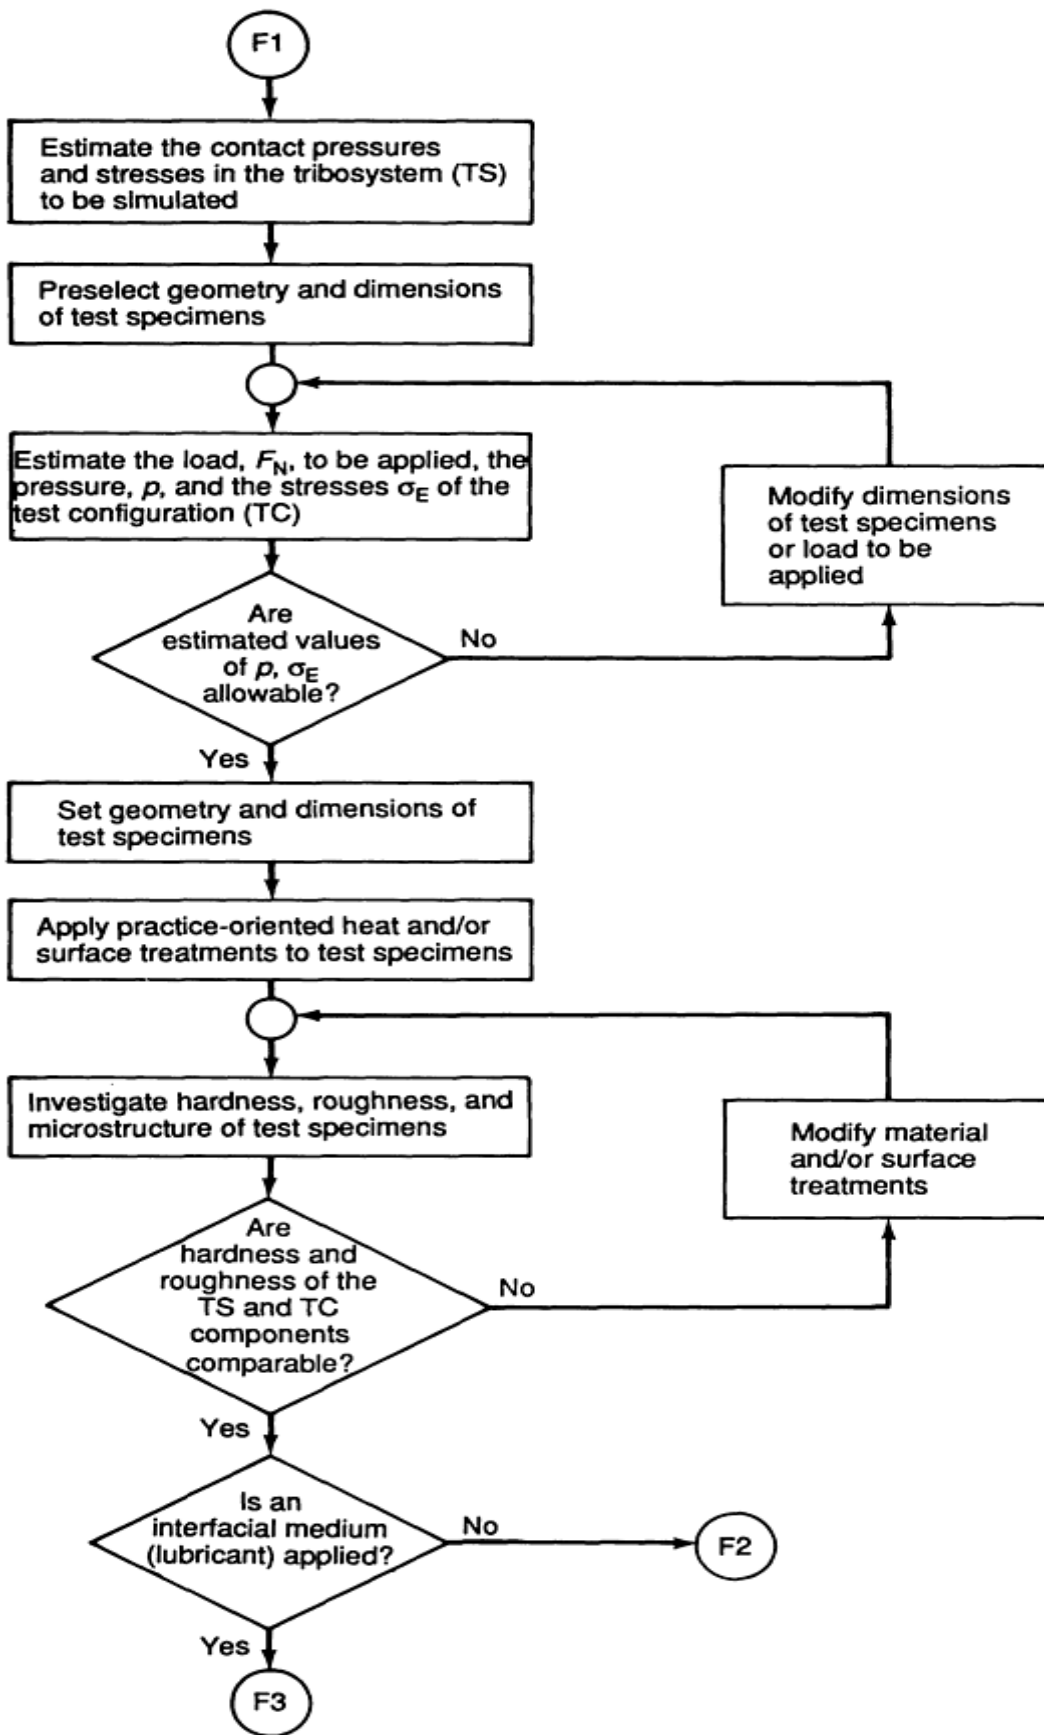 F1
Estimate the contact pressures
and stresses in the tribosystem (TS)
to be simulated
Preselect geometry and dimensions
of test specimens
Estimate the load, F_N, to be applied, the
pressure, p, and the stresses σ_E of the
test configuration (TC)
Modify dimensions
of test specimens
or load to be
applied
Are
estimated values
of p, σ_E
allowable?
No
Yes
Set geometry and dimensions of
test specimens
Apply practice-oriented heat and/or
surface treatments to test specimens
Investigate hardness, roughness, and
microstructure of test specimens
Modify material
and/or surface
treatments
Are
hardness and
roughness of the
TS and TC
components
comparable?
No
Yes
Is an
interfacial medium
(lubricant) applied?
No
F2
Yes
F3